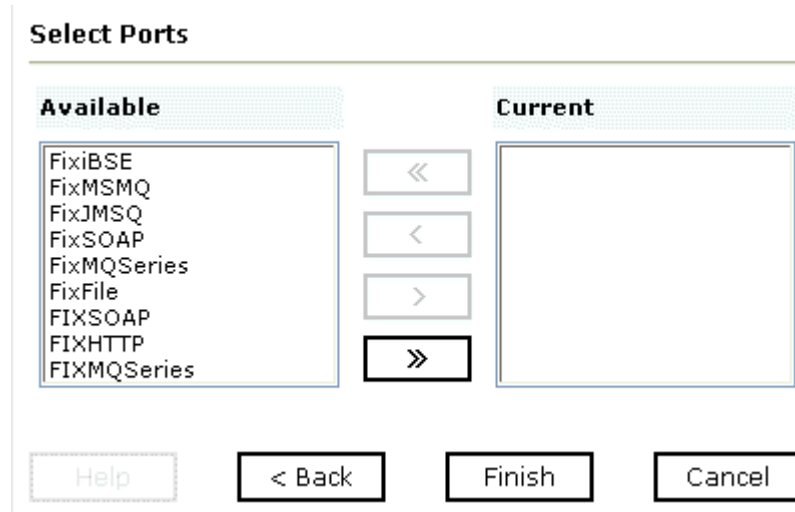 Select Ports
Available
Current
FixiBSE
FixMSMQ
FixJMSQ
FixSOAP
FixMQSeries
FixFile
FIXSOAP
FIXHTTP
FIXMQSeries
«
<
>
»
Help
< Back
Finish
Cancel